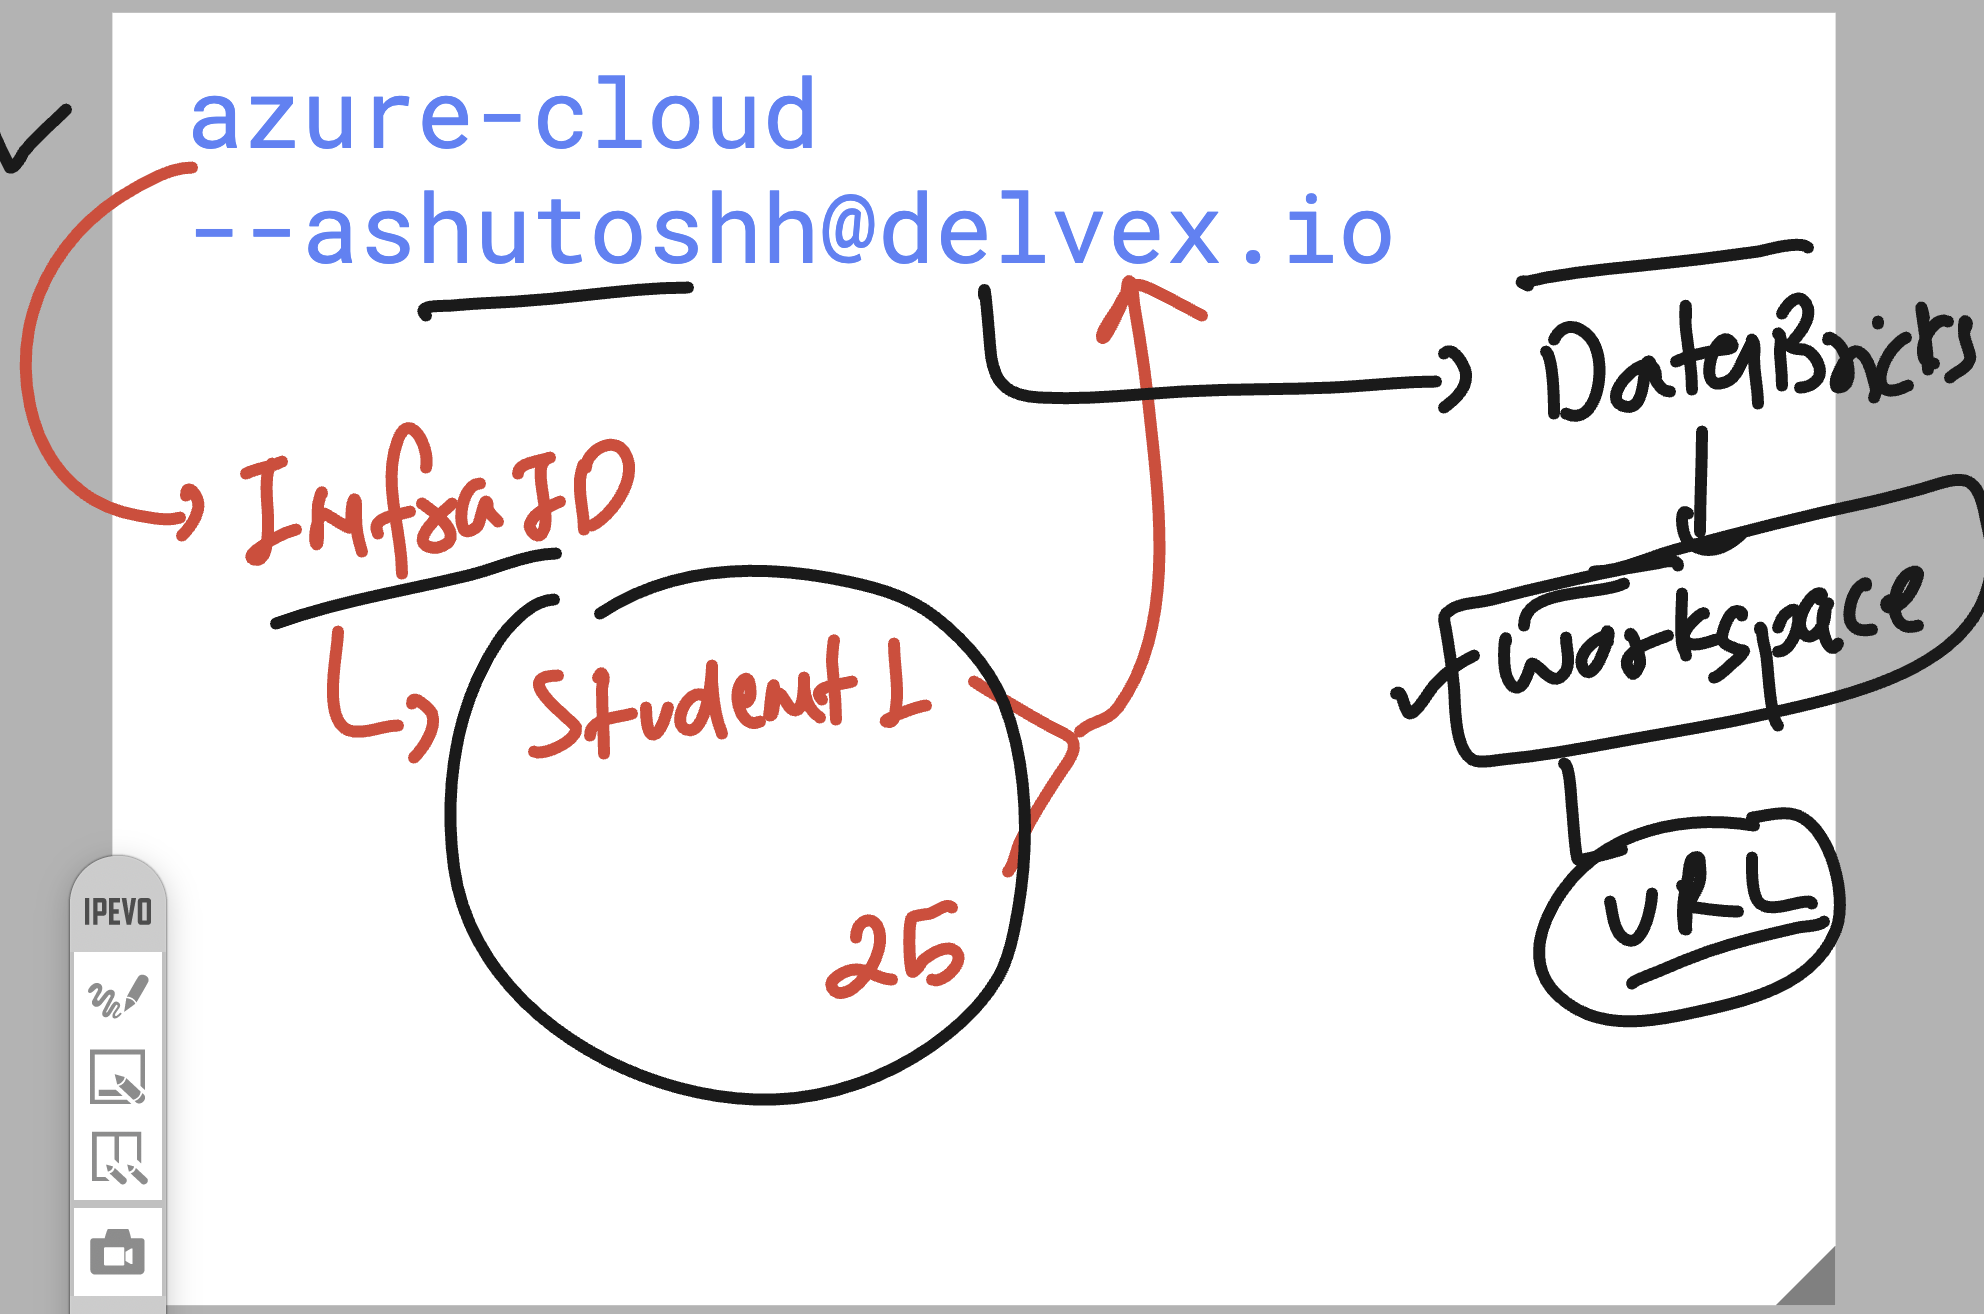 azure-cloud
--ashutoshh@delvex.io
DataBricks
InfraID
Workspace
Student 1
URL
25
IPEVO